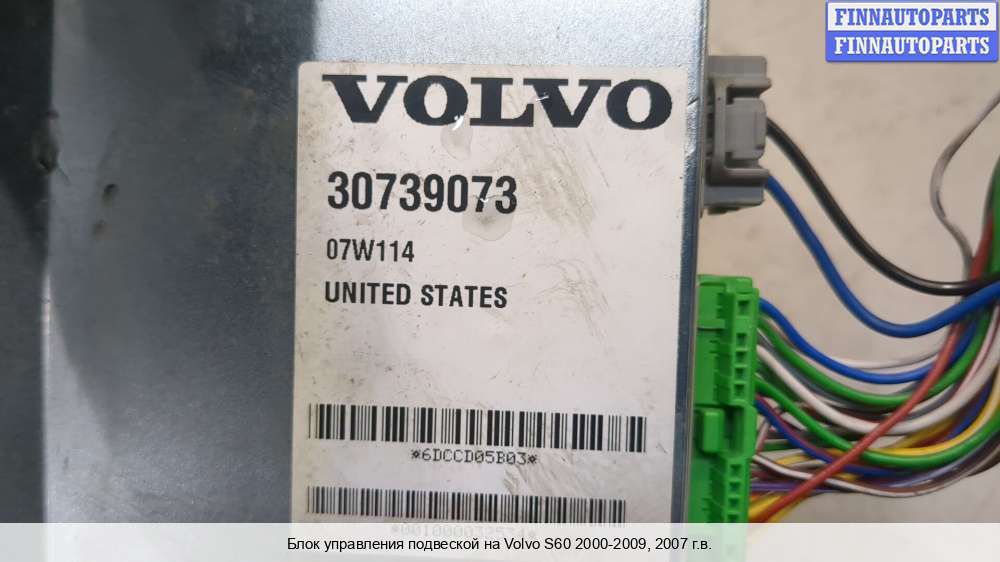 FINNAUTOPARTS
FINNAUTOPARTS
VOLVO
30739073
07W114
UNITED STATES
*6DCCD05B03*
Блок управления подвеской на Volvo S60 2000-2009, 2007 г.в.